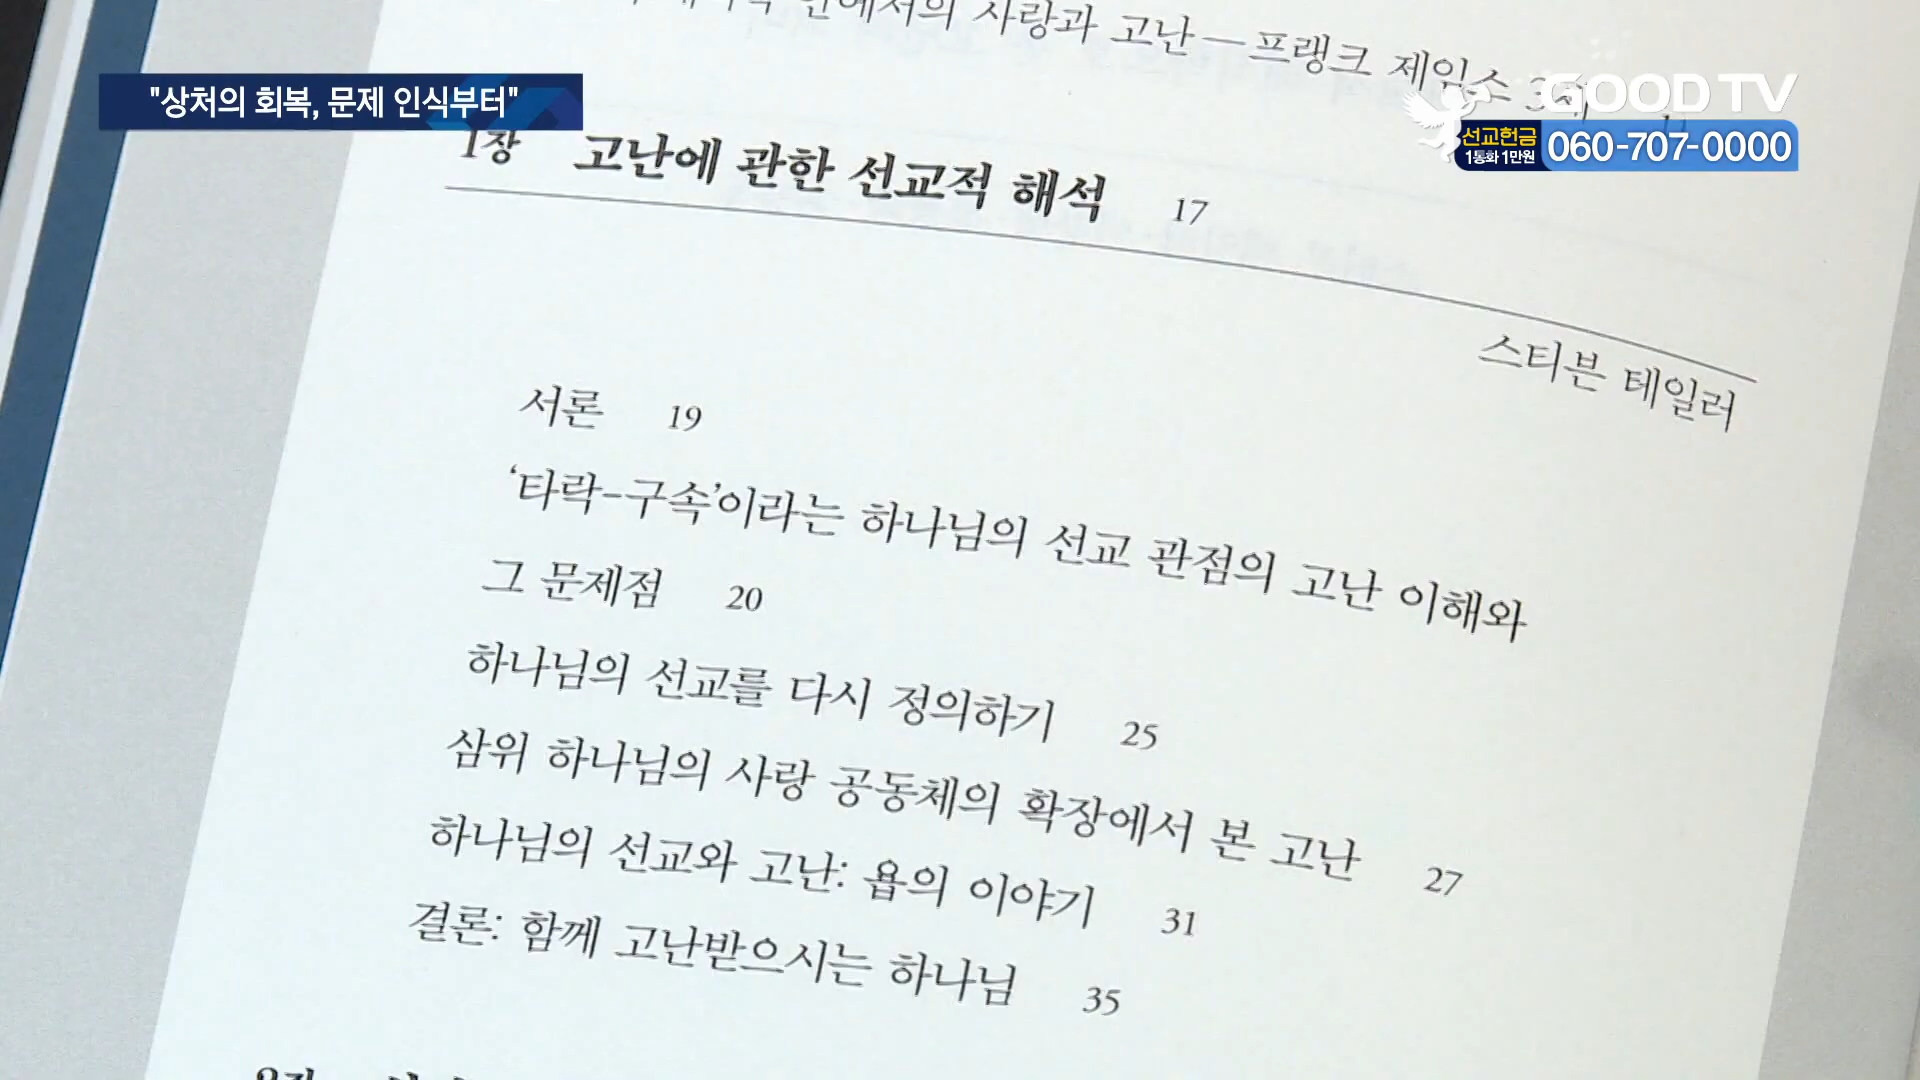 사랑과 고난—프랭크 제임스 3세
GOODTV
"상처의 회복, 문제 인식부터"
선교헌금
1통화 1만원
060-707-0000
1장 고난에 관한 선교적 해석 17
스티븐 테일러
서론 19
‘타락-구속’이라는 하나님의 선교 관점의 고난 이해와
그 문제점 20
하나님의 선교를 다시 정의하기 25
삼위 하나님의 사랑 공동체의 확장에서 본 고난 27
하나님의 선교와 고난: 욥의 이야기 31
결론: 함께 고난받으시는 하나님 35